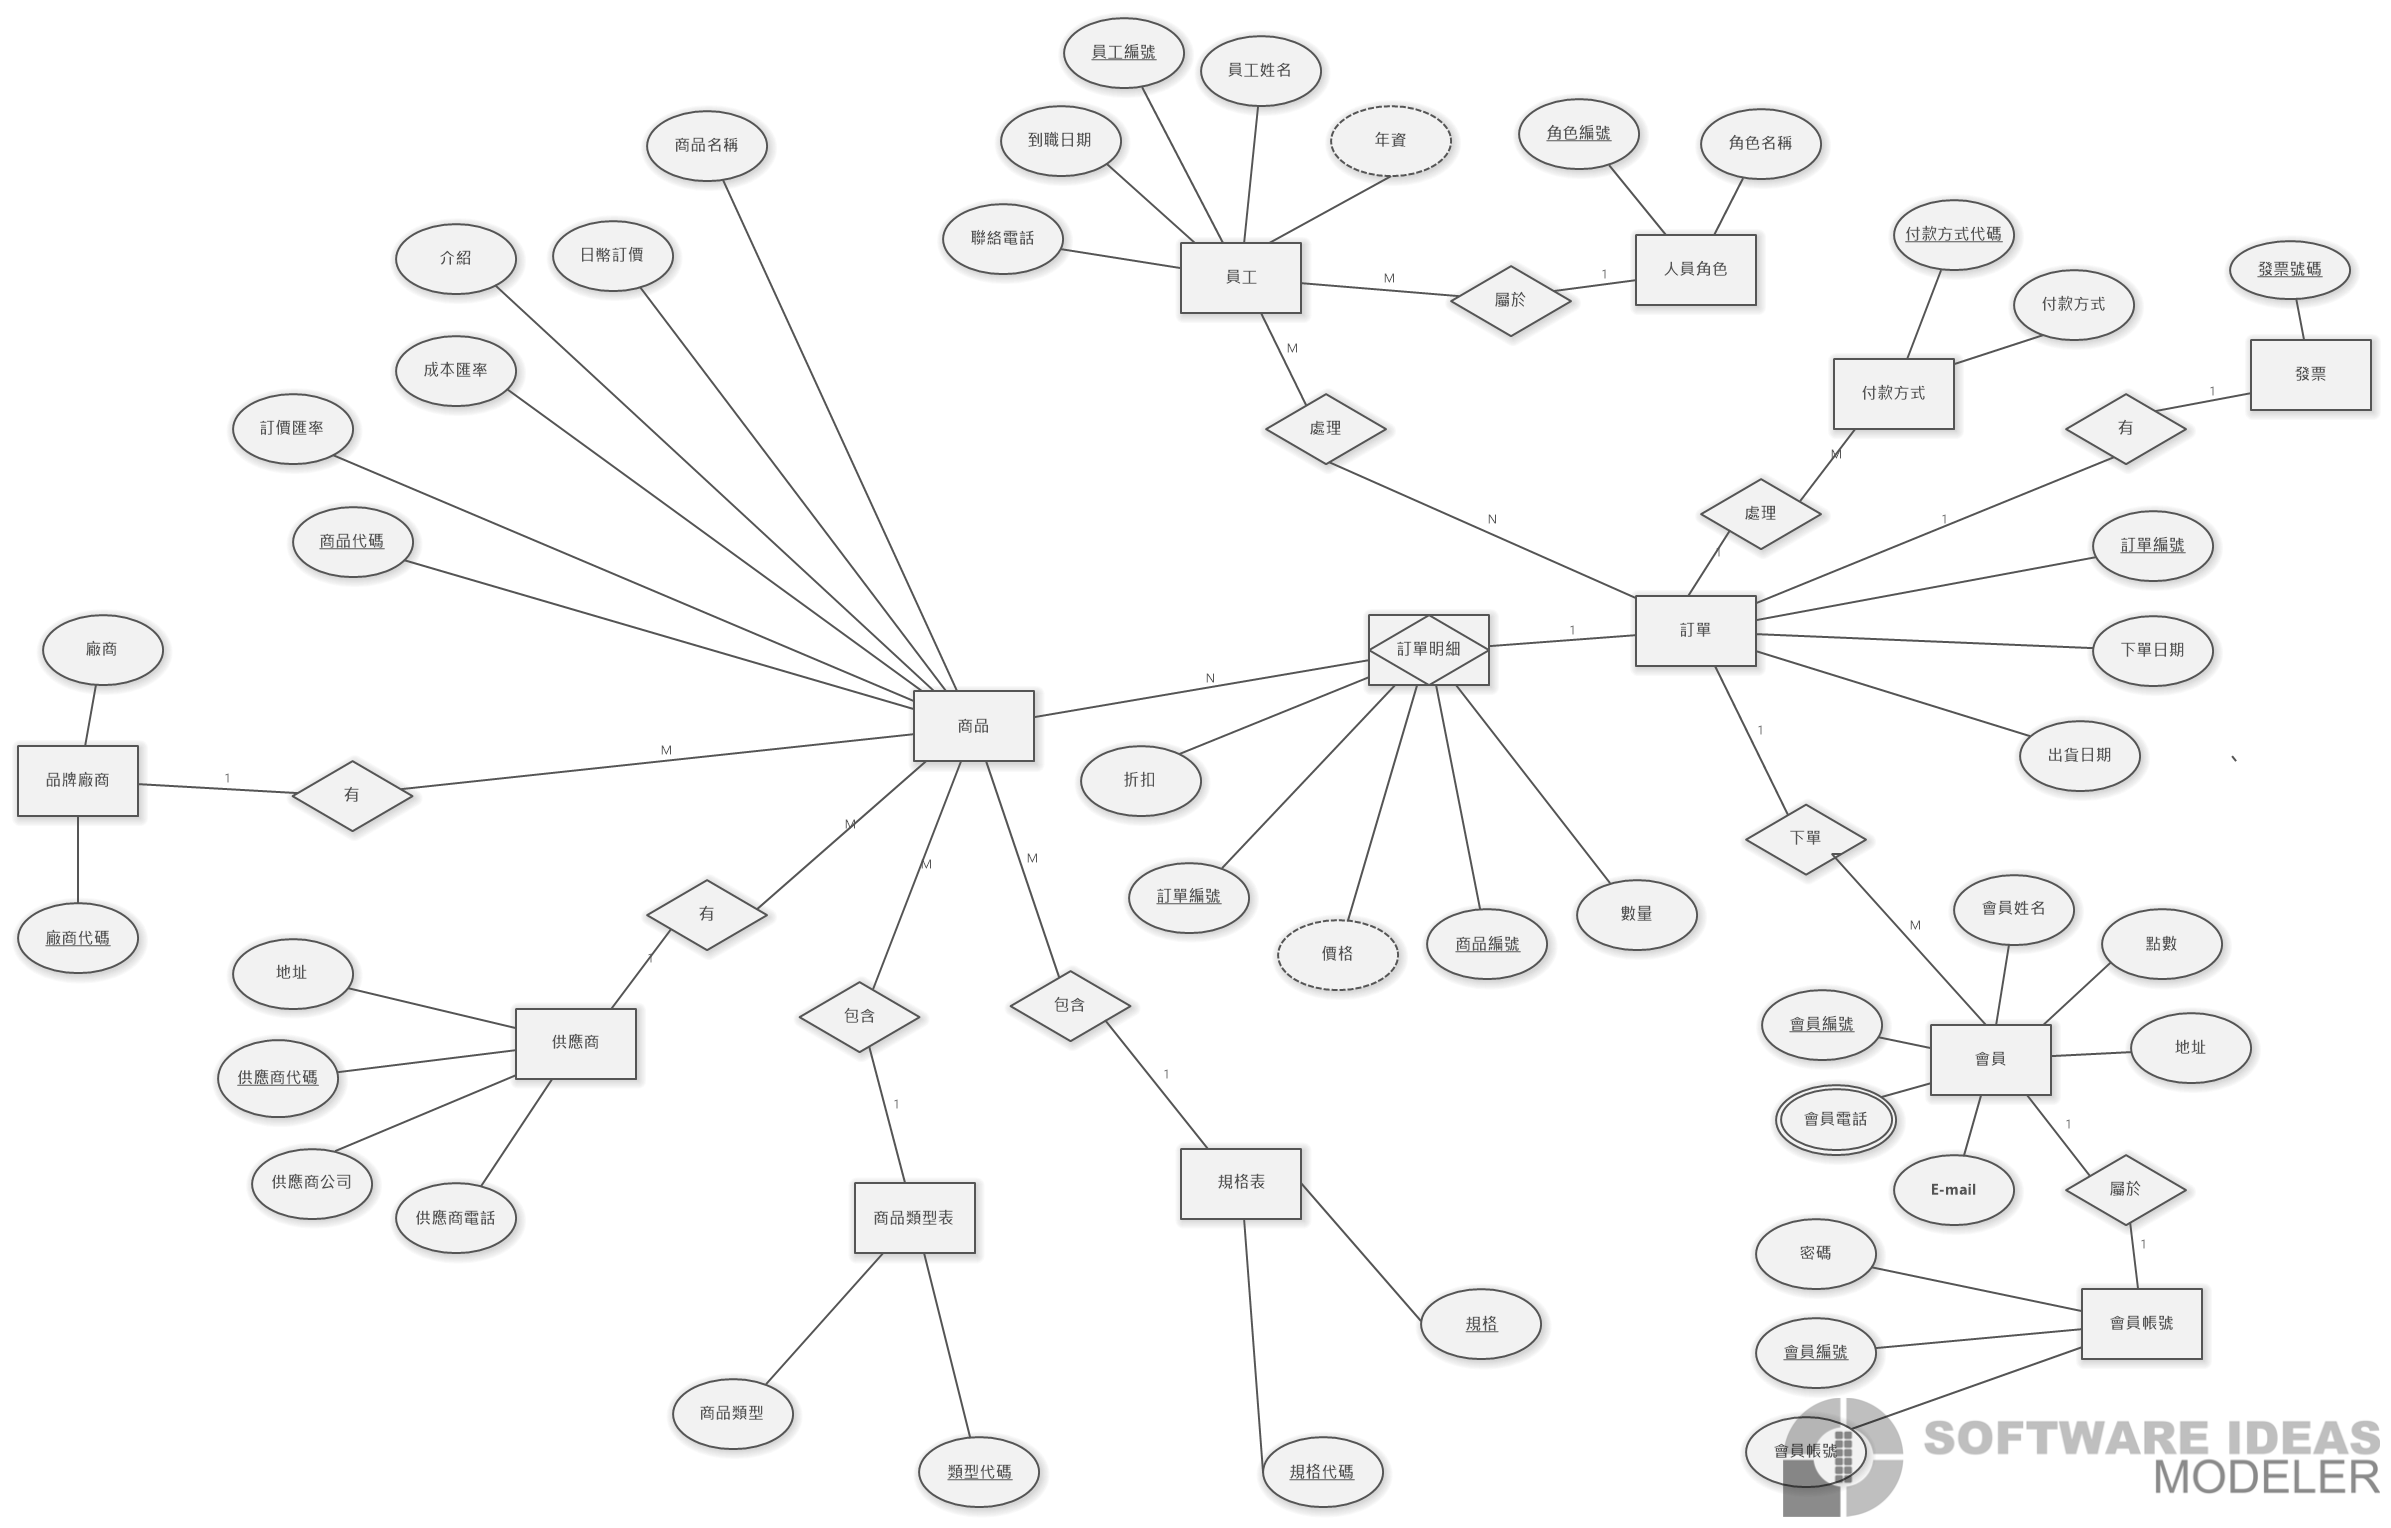 員工編號
員工姓名
到職日期
年資
角色編號
角色名稱
商品名稱
聯絡電話
付款方式代碼
介紹
日幣訂價
員工
M
屬於
1
人員角色
發票號碼
付款方式
成本匯率
M
付款方式
發票
1
訂價匯率
處理
有
M
處理
商品代碼
N
1
1
訂單編號
廠商
訂單明細
1
訂單
下單日期
N
商品
1
出貨日期
、
品牌廠商
1
有
M
折扣
M
M
M
下單
廠商代碼
有
訂單編號
價格
商品編號
數量
M
會員姓名
點數
地址
1
供應商
包含
包含
會員編號
會員
地址
供應商代碼
1
1
會員電話
1
供應商公司
供應商電話
商品類型表
規格表
E-mail
屬於
1
密碼
會員帳號
規格
會員編號
商品類型
類型代碼
規格代碼
會員帳號
SOFTWARE IDEAS
MODELER